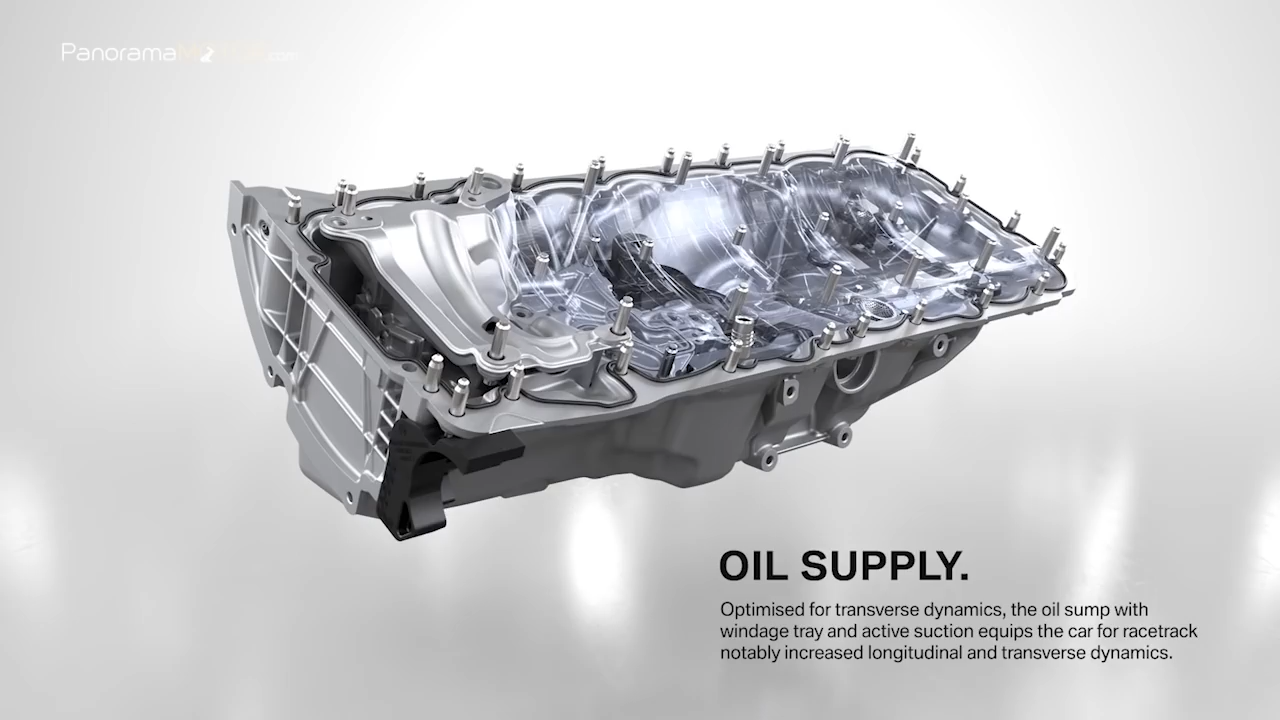 Panorama
OIL SUPPLY.
Optimised for transverse dynamics, the oil sump with
windage tray and active suction equips the car for racetrack
notably increased longitudinal and transverse dynamics.